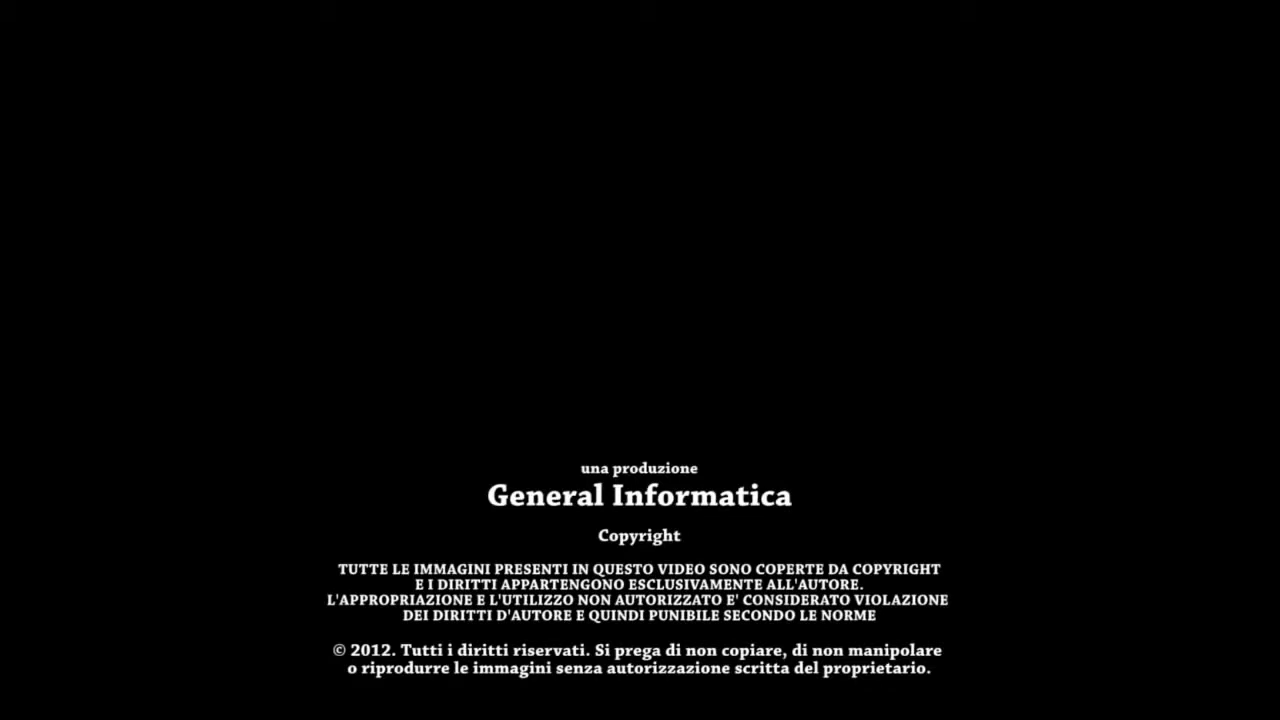 una produzione
General Informatica
Copyright
TUTTE LE IMMAGINI PRESENTI IN QUESTO VIDEO SONO COPERTE DA COPYRIGHT
E I DIRITTI APPARTENGONO ESCLUSIVAMENTE ALL'AUTORE.
L'APPROPRIAZIONE E L'UTILIZZO NON AUTORIZZATO E' CONSIDERATO VIOLAZIONE
DEI DIRITTI D'AUTORE E QUINDI PUNIBILE SECONDO LE NORME
© 2012. Tutti i diritti riservati. Si prega di non copiare, di non manipolare
o riprodurre le immagini senza autorizzazione scritta del proprietario.